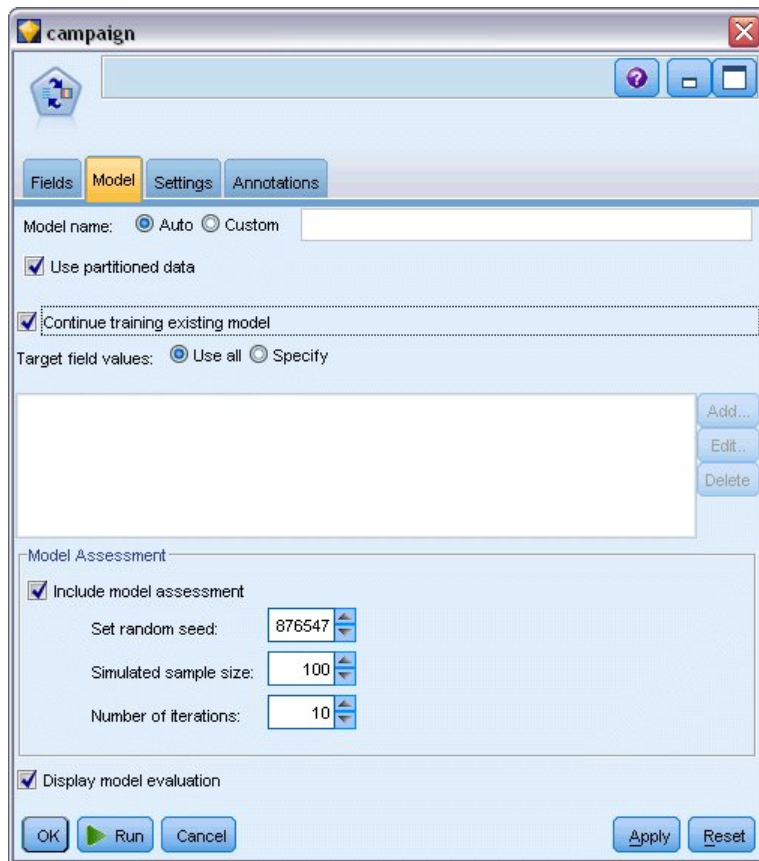 campaign
Fields Model Settings Annotations
Model name: Auto Custom
Use partitioned data
Continue training existing model
Target field values: Use all Specify
Add...
Edit..
Delete
Model Assessment
Include model assessment
Set random seed: 876547
Simulated sample size: 100
Number of iterations: 10
Display model evaluation
OK Run Cancel Apply Reset